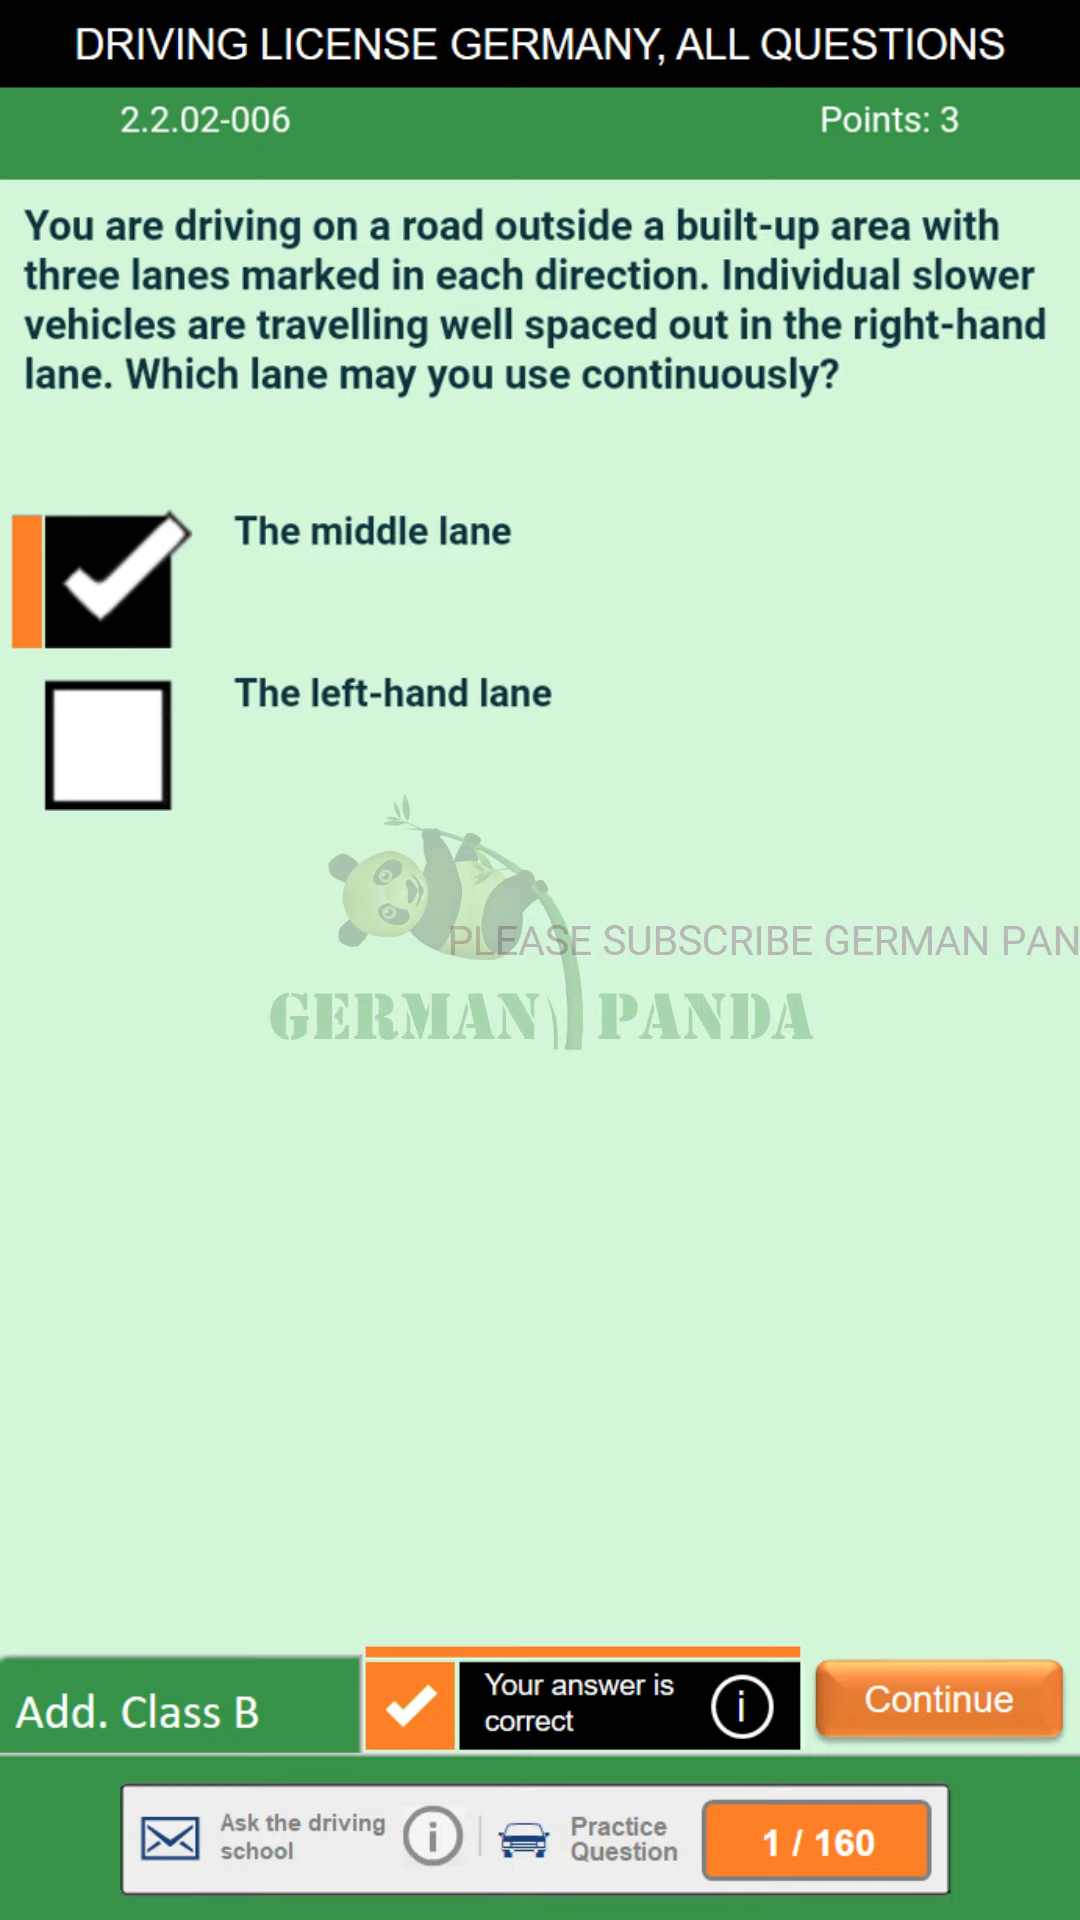 DRIVING LICENSE GERMANY, ALL QUESTIONS
2.2.02-006 Points: 3
You are driving on a road outside a built-up area with
three lanes marked in each direction. Individual slower
vehicles are travelling well spaced out in the right-hand
lane. Which lane may you use continuously?
The middle lane
The left-hand lane
PLEASE SUBSCRIBE GERMAN PAN
GERMAN PANDA
Your answer is
correct
Continue
Add. Class B
Ask the driving
school
Practice
Question
1 / 160